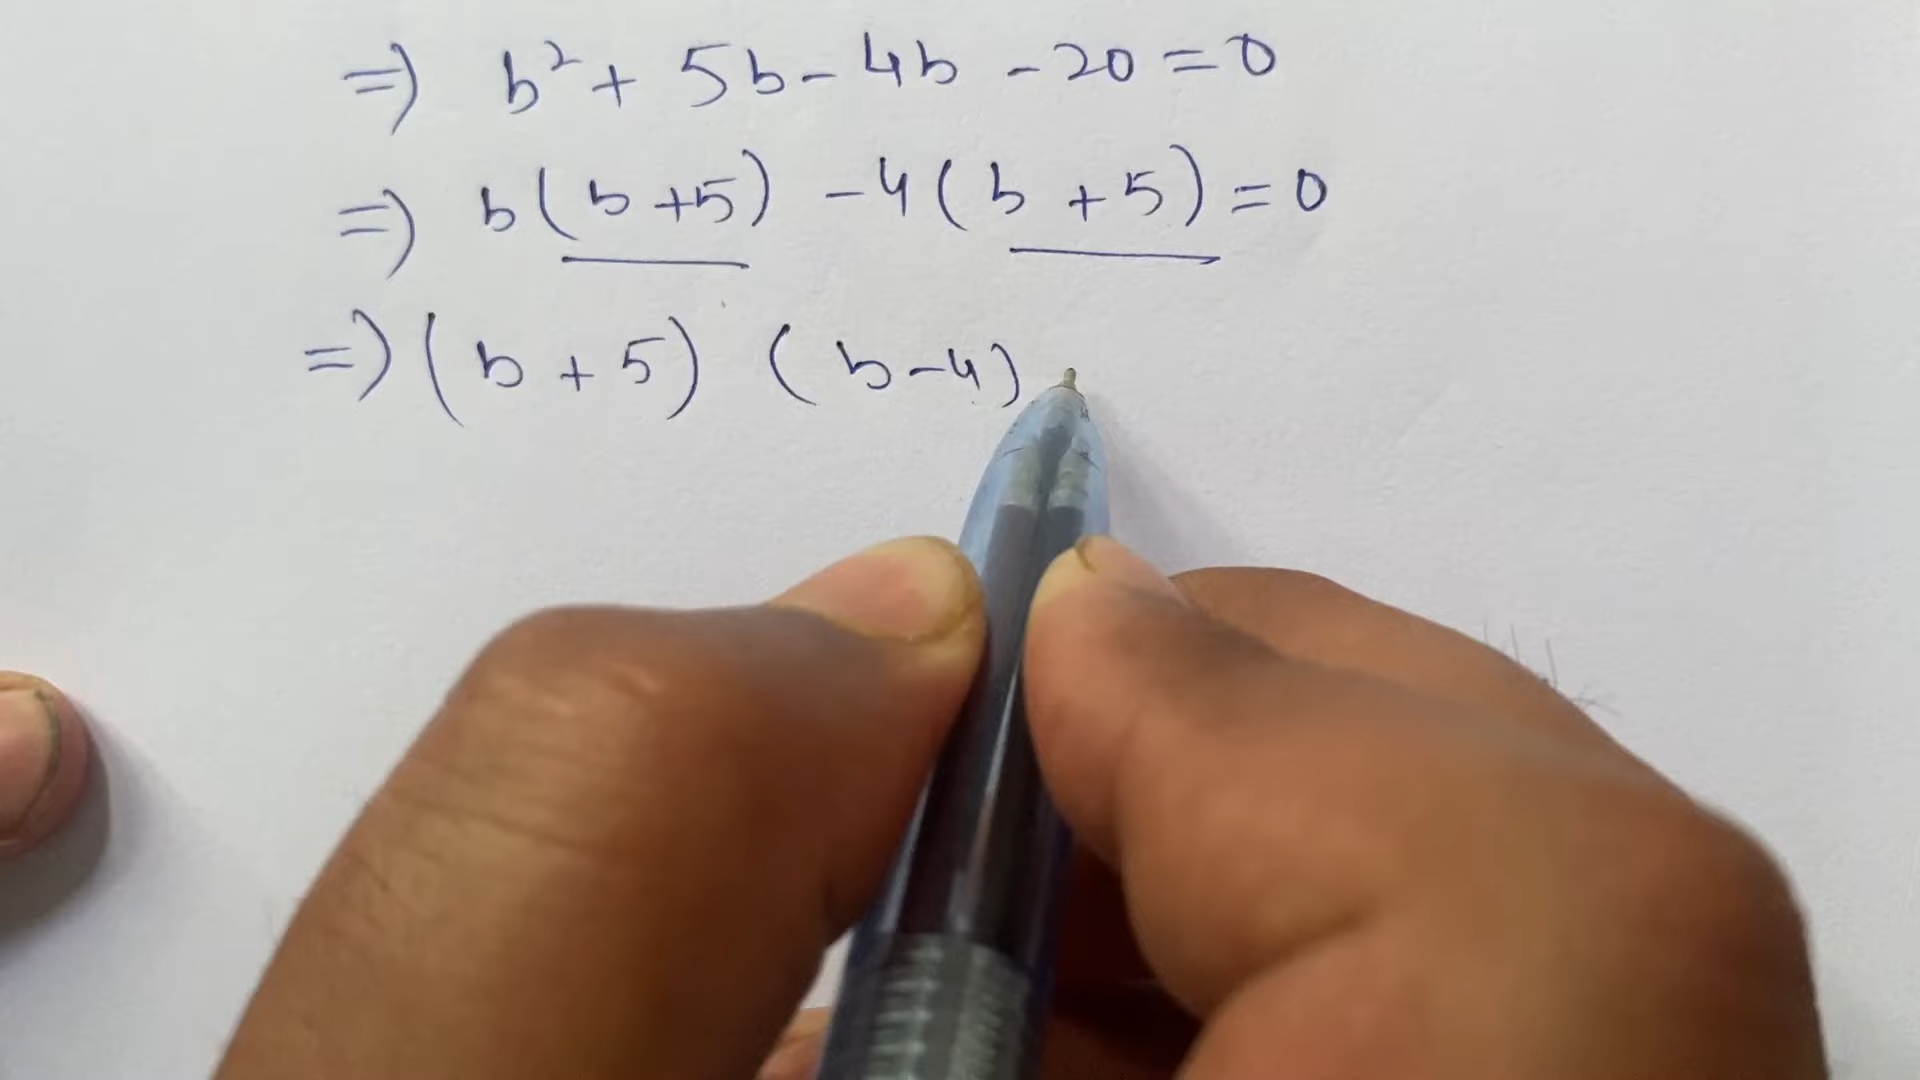 => b² + 5b - 4b - 20 = 0
=> b(b+5) -4(b+5) = 0
=> (b+5) (b-4)